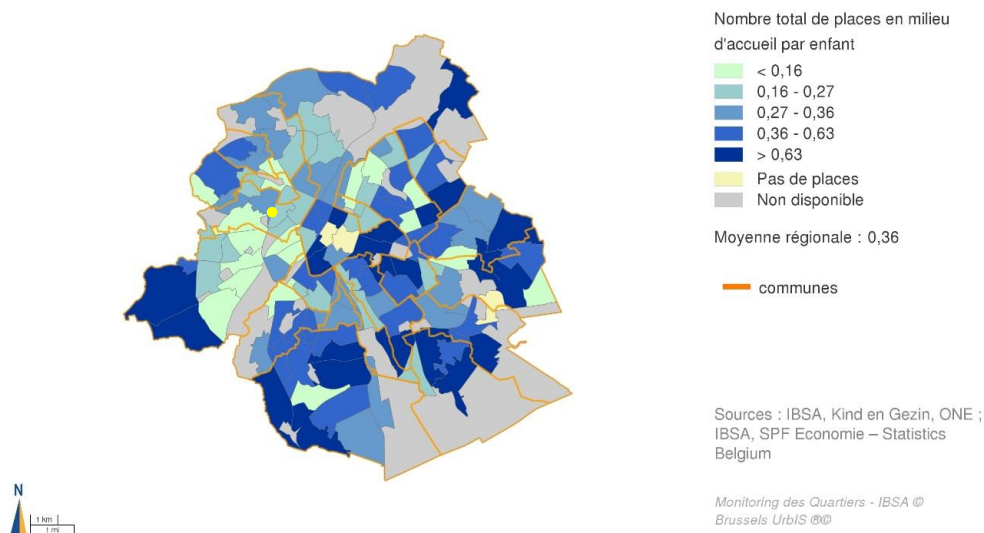 Nombre total de places en milieu
d'accueil par enfant
< 0,16
0,16 - 0,27
0,27 - 0,36
0,36 - 0,63
> 0,63
Pas de places
Non disponible
Moyenne régionale : 0,36
communes
Sources : IBSA, Kind en Gezin, ONE ;
IBSA, SPF Economie – Statistics
Belgium
Monitoring des Quartiers - IBSA ©
Brussels UrbIS ®©
N
1 km
1 mi